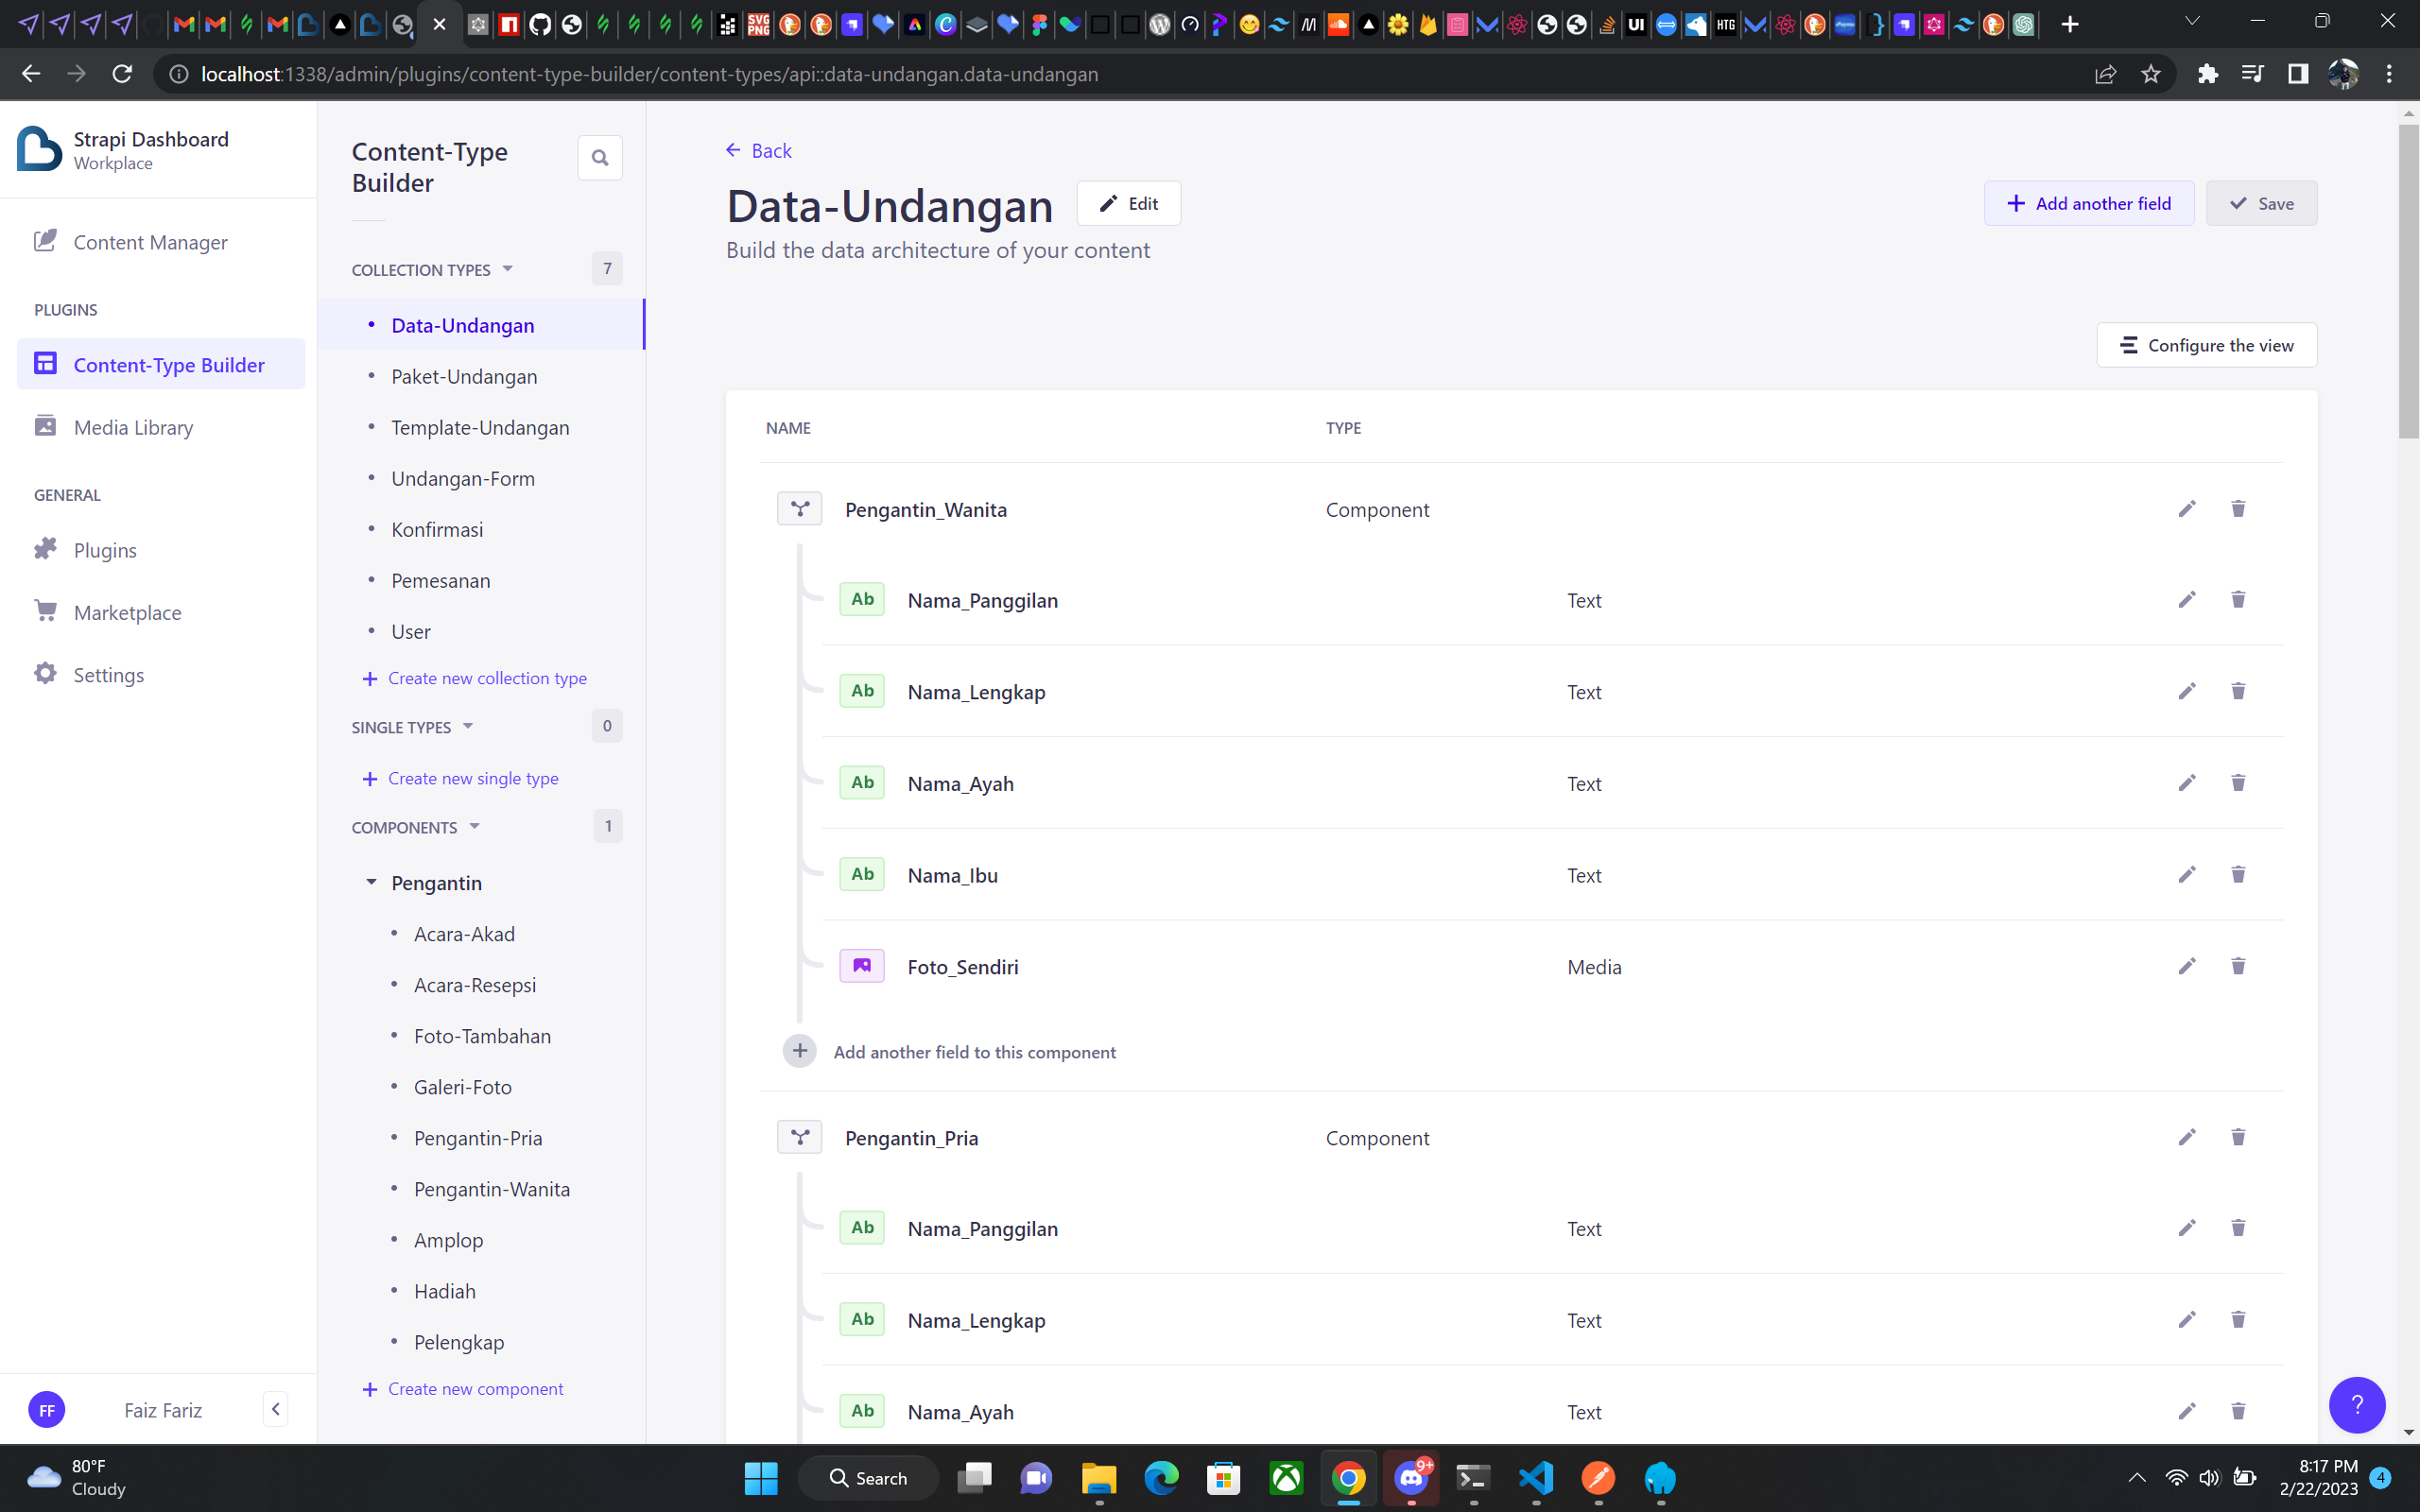 localhost:1338/admin/plugins/content-type-builder/content-types/api::data-undangan.data-undangan
Strapi Dashboard
Workplace
Content Manager
PLUGINS
Content-Type Builder
Media Library
GENERAL
Plugins
Marketplace
Settings
FF
Faiz Fariz
Content-Type
Builder
COLLECTION TYPES
7
Data-Undangan
Paket-Undangan
Template-Undangan
Undangan-Form
Konfirmasi
Pemesanan
User
Create new collection type
SINGLE TYPES
0
Create new single type
COMPONENTS
1
Pengantin
Acara-Akad
Acara-Resepsi
Foto-Tambahan
Galeri-Foto
Pengantin-Pria
Pengantin-Wanita
Amplop
Hadiah
Pelengkap
Create new component
Back
Data-Undangan
Edit
Add another field
Save
Build the data architecture of your content
Configure the view
NAME TYPE
Pengantin_Wanita Component
Ab Nama_Panggilan Text
Ab Nama_Lengkap Text
Ab Nama_Ayah Text
Ab Nama_Ibu Text
Foto_Sendiri Media
Add another field to this component
Pengantin_Pria Component
Ab Nama_Panggilan Text
Ab Nama_Lengkap Text
Ab Nama_Ayah Text
?
80°F
Cloudy
Search
9+
8:17 PM
2/22/2023
4